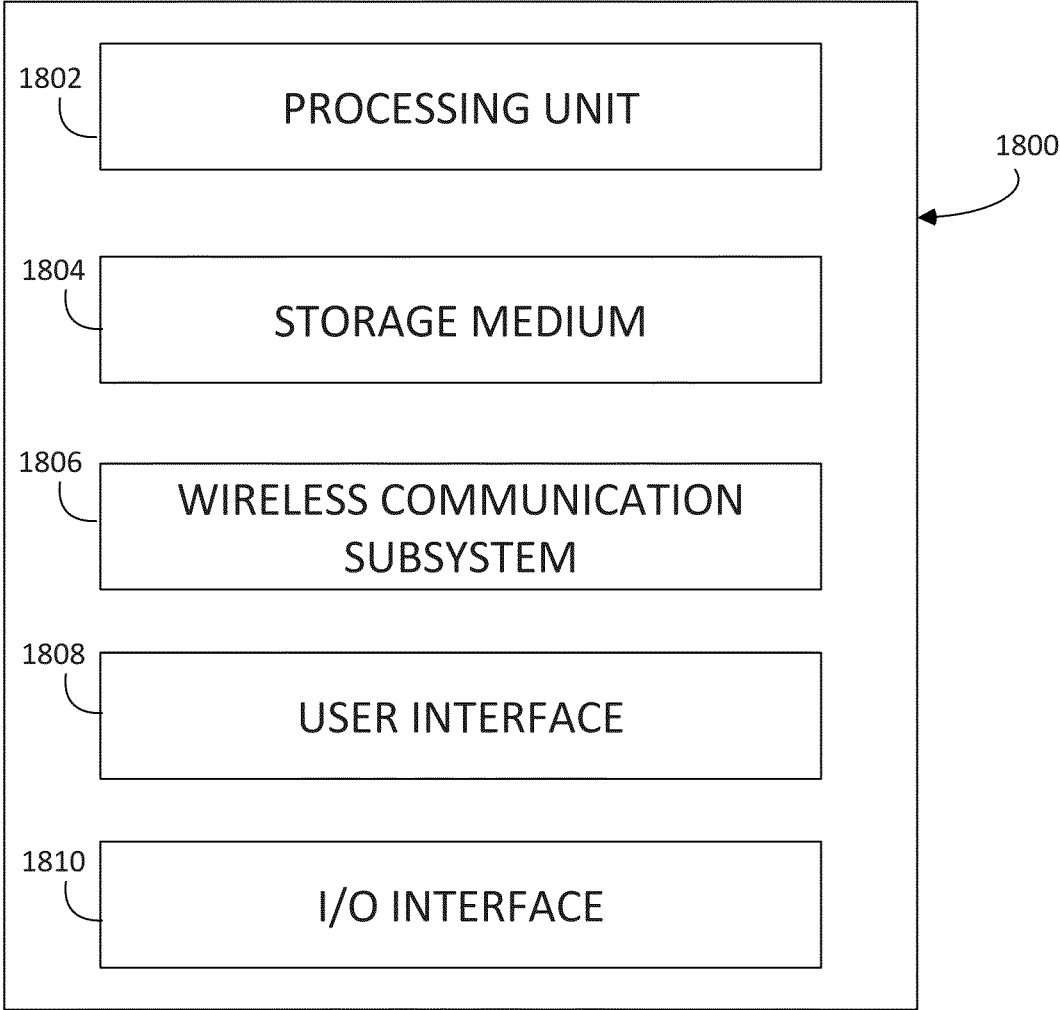 1802
PROCESSING UNIT
1800
1804
STORAGE MEDIUM
1806
WIRELESS COMMUNICATION
SUBSYSTEM
1808
USER INTERFACE
1810
I/O INTERFACE